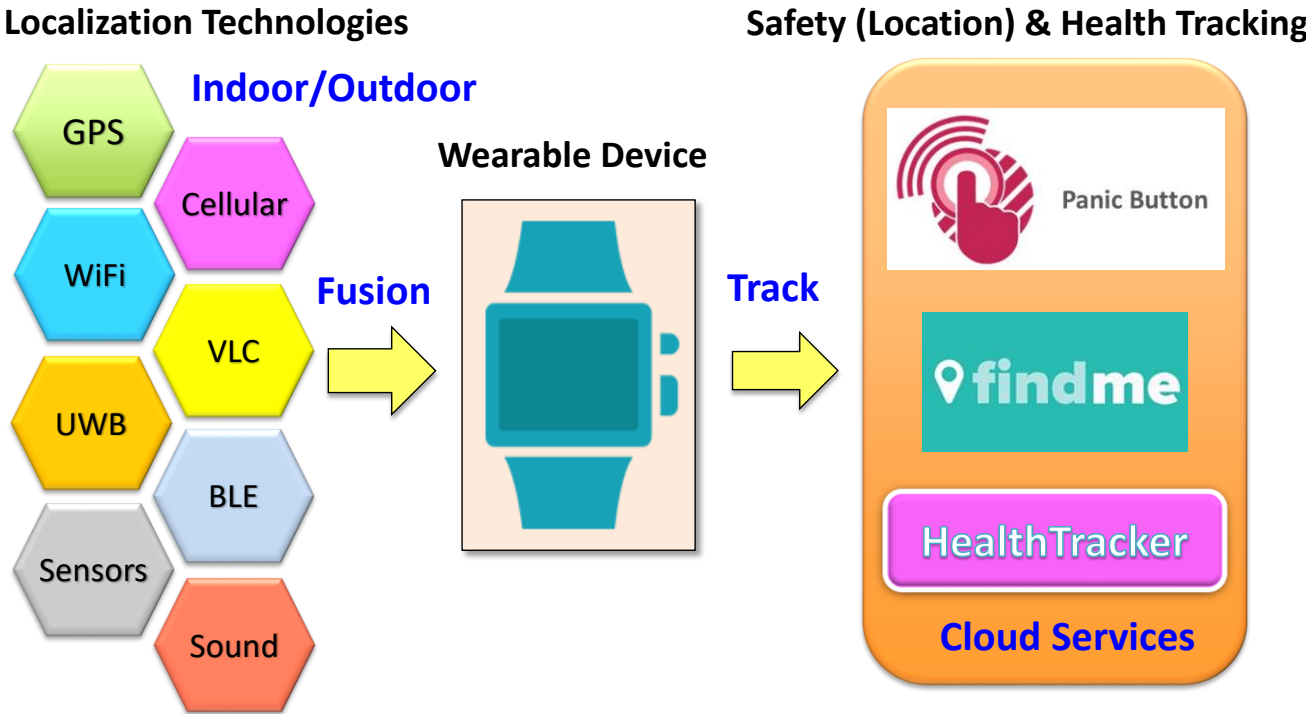 Localization Technologies
Safety (Location) & Health Tracking
Indoor/Outdoor
GPS
Cellular
WiFi
VLC
UWB
BLE
Sensors
Sound
Fusion
Wearable Device
Track
Panic Button
findme
HealthTracker
Cloud Services